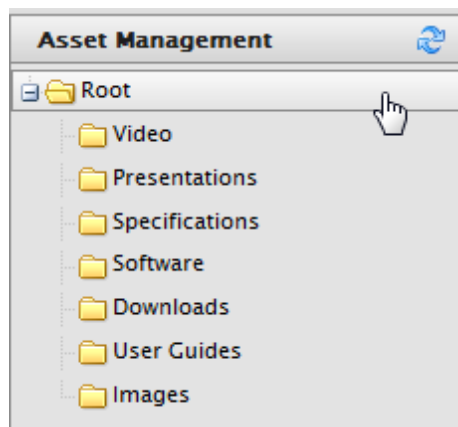 Asset Management
Root
Video
Presentations
Specifications
Software
Downloads
User Guides
Images